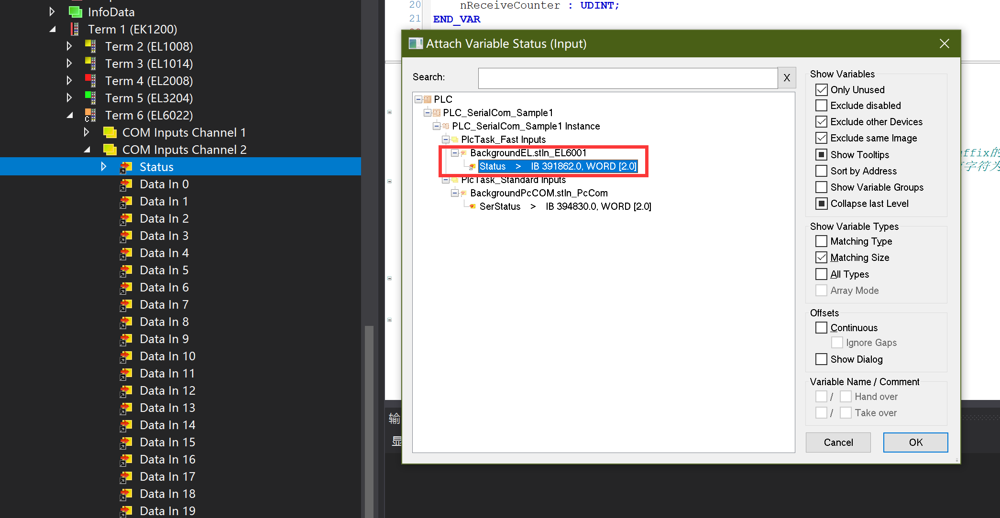 InfoData
Term 1 (EK1200)
Term 2 (EL1008)
Term 3 (EL1014)
Term 4 (EL2008)
Term 5 (EL3204)
Term 6 (EL6022)
COM Inputs Channel 1
COM Inputs Channel 2
Status
Data In 0
Data In 1
Data In 2
Data In 3
Data In 4
Data In 5
Data In 6
Data In 7
Data In 8
Data In 9
Data In 10
Data In 11
Data In 12
Data In 13
Data In 14
Data In 15
Data In 16
Data In 17
Data In 18
Data In 19
20 nReceiveCounter : UDINT;
21 END_VAR
Attach Variable Status (Input)
Search:
X
PLC
PLC_SerialCom_Sample1
PLC_SerialCom_Sample1 Instance
PlcTask_Fast Inputs
BackgroundEL.stIn_EL6001
Status > IB 391862.0, WORD [2.0]
PlcTask_Standard Inputs
BackgroundPcCOM.stIn_PcCom
SerStatus > IB 394830.0, WORD [2.0]
Show Variables
Only Unused
Exclude disabled
Exclude other Devices
Exclude same Image
Show Tooltips
Sort by Address
Show Variable Groups
Collapse last Level
Show Variable Types
Matching Type
Matching Size
All Types
Array Mode
Offsets
Continuous
Ignore Gaps
Show Dialog
Variable Name / Comment
/ Hand over
/ Take over
Cancel
OK
ffix的
字符为
输
显